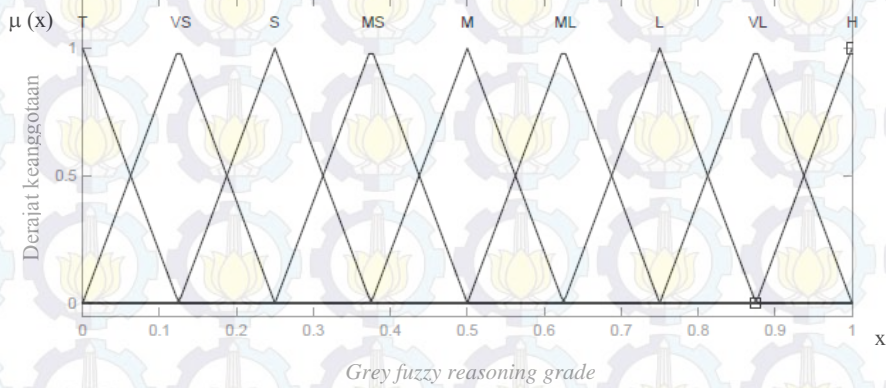 μ (x)
T VS S MS M ML L VL H
1
Derajat keanggotaan
0.5
0
0 0.1 0.2 0.3 0.4 0.5 0.6 0.7 0.8 0.9 1
x
Grey fuzzy reasoning grade